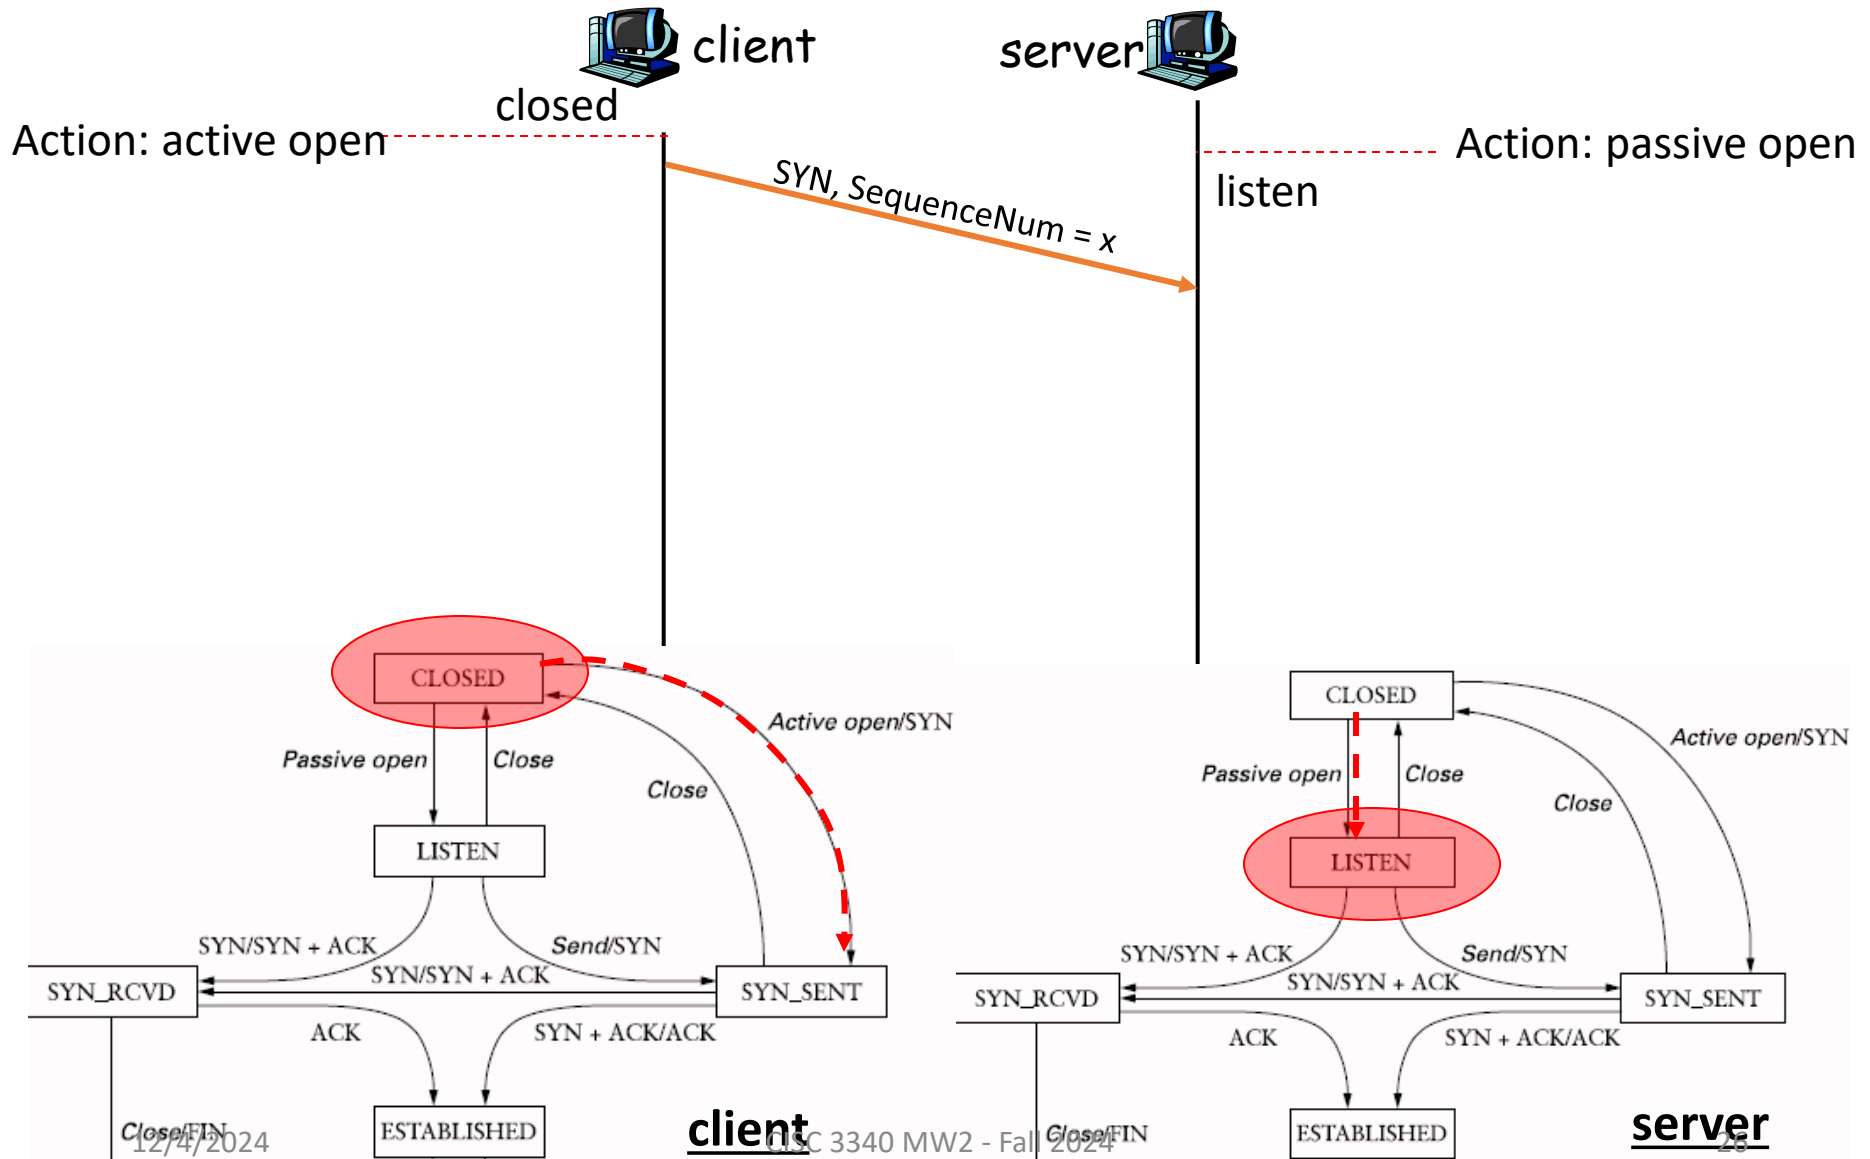 client
server
closed
Action: active open
Action: passive open
listen
SYN, SequenceNum = x
CLOSED
Active open/SYN
Passive open
Close
Close
LISTEN
SYN/SYN + ACK
Send/SYN
SYN/SYN + ACK
SYN_RCVD
SYN_SENT
ACK
SYN + ACK/ACK
Close/FIN
ESTABLISHED
client
CLOSED
Active open/SYN
Passive open
Close
Close
LISTEN
SYN/SYN + ACK
Send/SYN
SYN/SYN + ACK
SYN_RCVD
SYN_SENT
ACK
SYN + ACK/ACK
Close/FIN
ESTABLISHED
server
12/4/2024
CISC 3340 MW2 - Fall 2024
26